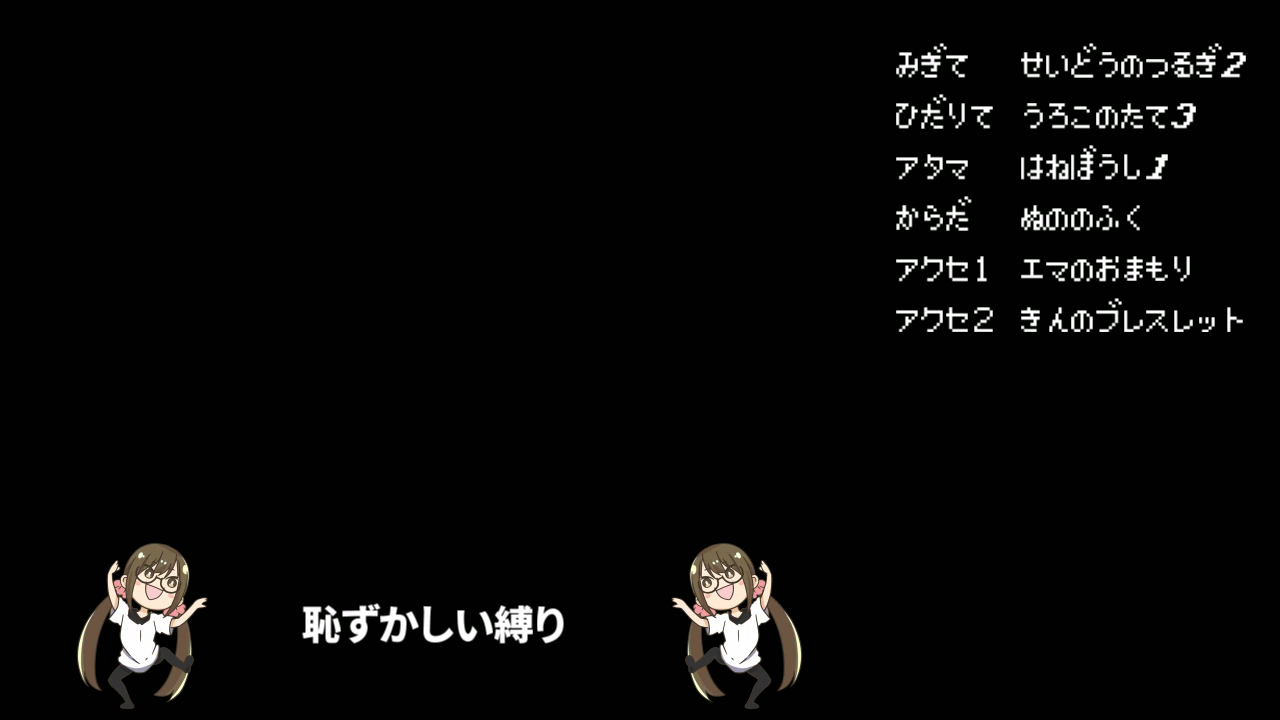 みぎて せいどうのつるぎ2
ひだりて うろこのたて3
アタマ はねぼうし1
からだ ぬののふく
アクセ1 エマのおまもり
アクセ2 きんのブレスレット
恥ずかしい縛り